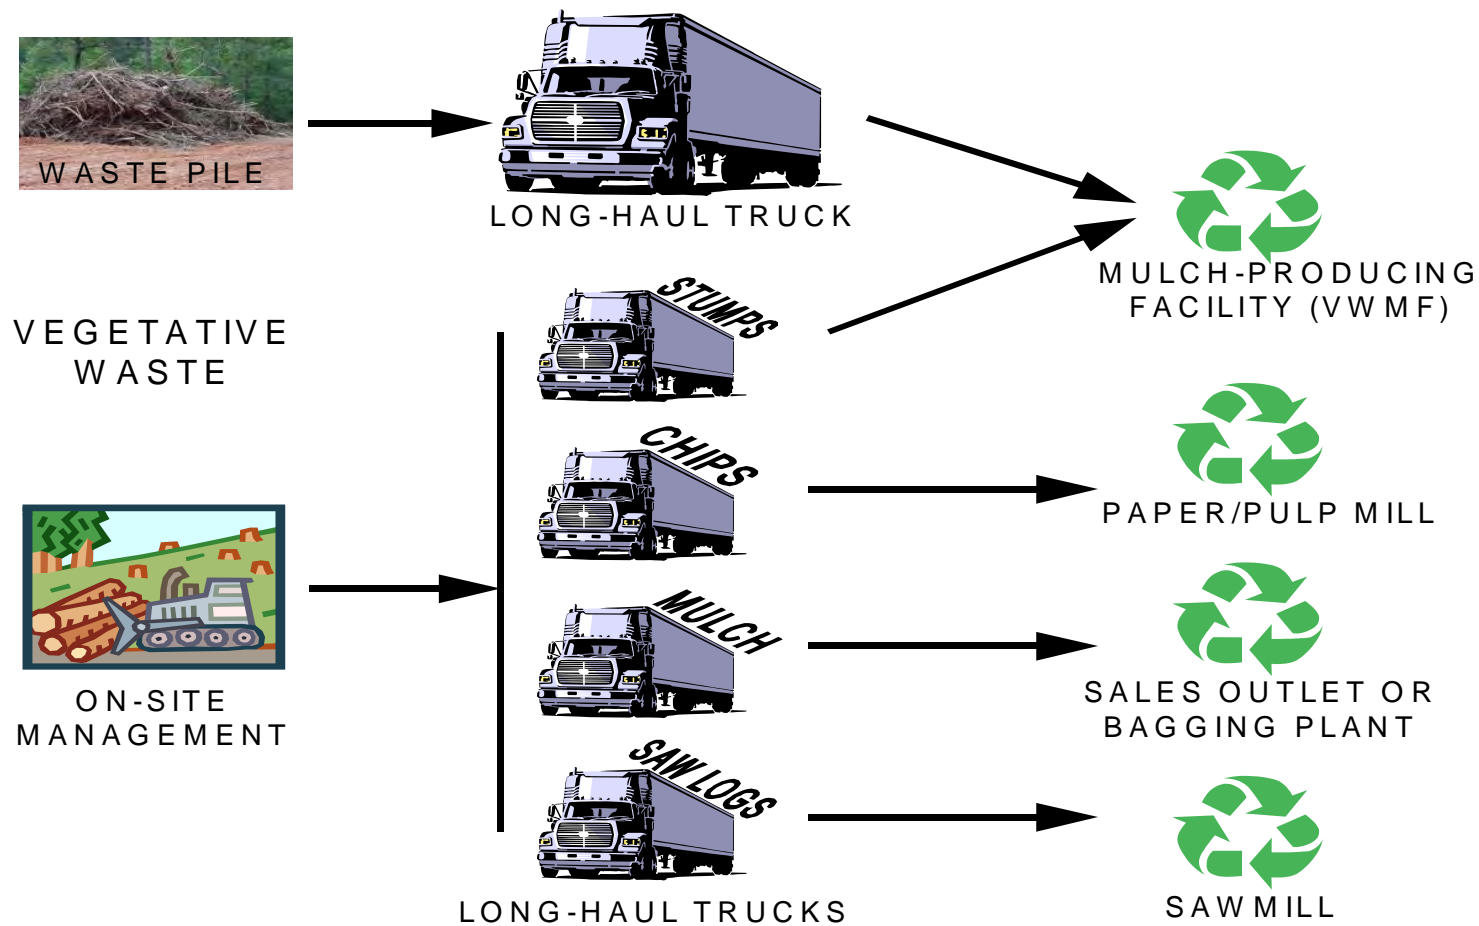 WASTE PILE
LONG-HAUL TRUCK
MULCH-PRODUCING
FACILITY (VWMF)
VEGETATIVE
WASTE
STUMPS
CHIPS
PAPER/PULP MILL
MULCH
SALES OUTLET OR
BAGGING PLANT
ON-SITE
MANAGEMENT
SAW LOGS
SAWMILL
LONG-HAUL TRUCKS